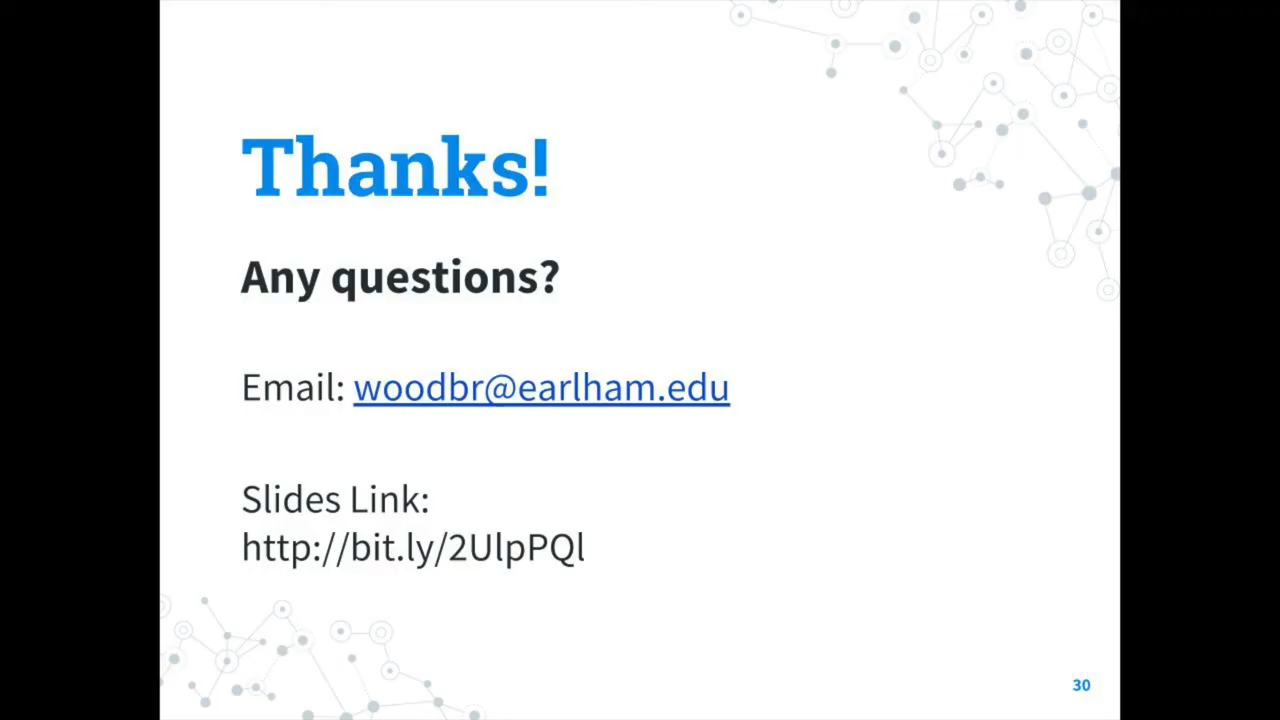 Thanks!
Any questions?
Email: woodbr@earlham.edu
Slides Link:
http://bit.ly/2UlpPQl
30